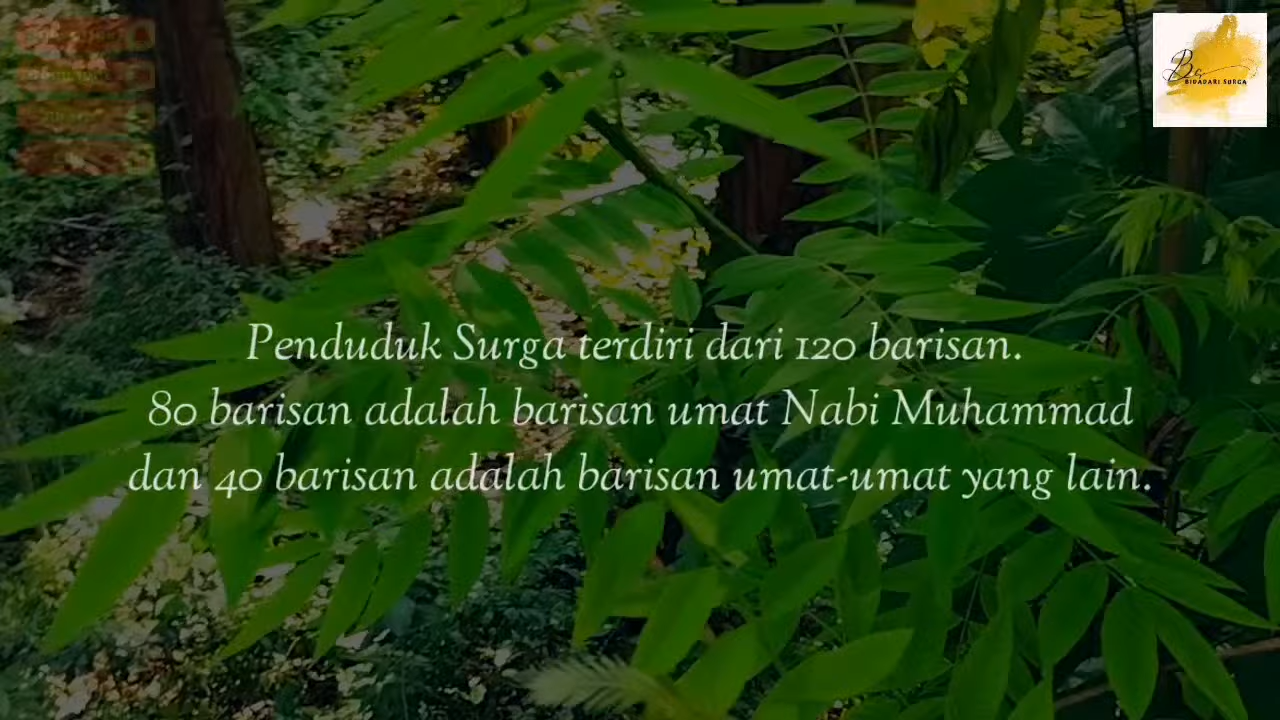 Penduduk Surga terdiri dari 120 barisan.
80 barisan adalah barisan umat Nabi Muhammad
dan 40 barisan adalah barisan umat-umat yang lain.
Bs
BIDADARI SURGA